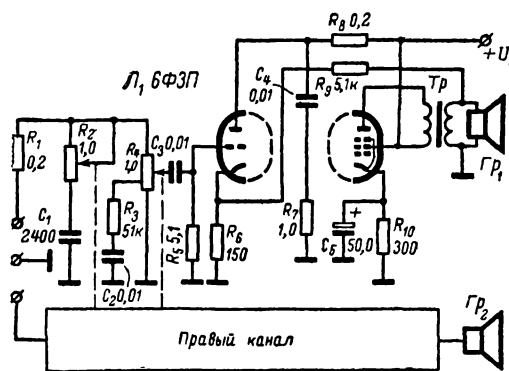 R₈ 0,2
+U
C₄
0,01
R₉ 5,1к
Тр
Л₁ 6Ф3П
Гр₁
R₁
0,2
R₂
1,0
R₄
1,0
C₃ 0,01
R₃
51к
C₁
2400
C₂ 0,01
R₅ 5,1
R₆
150
R₇
1,0
+
C₅ 50,0
R₁₀
300
Гр₂
Правый канал